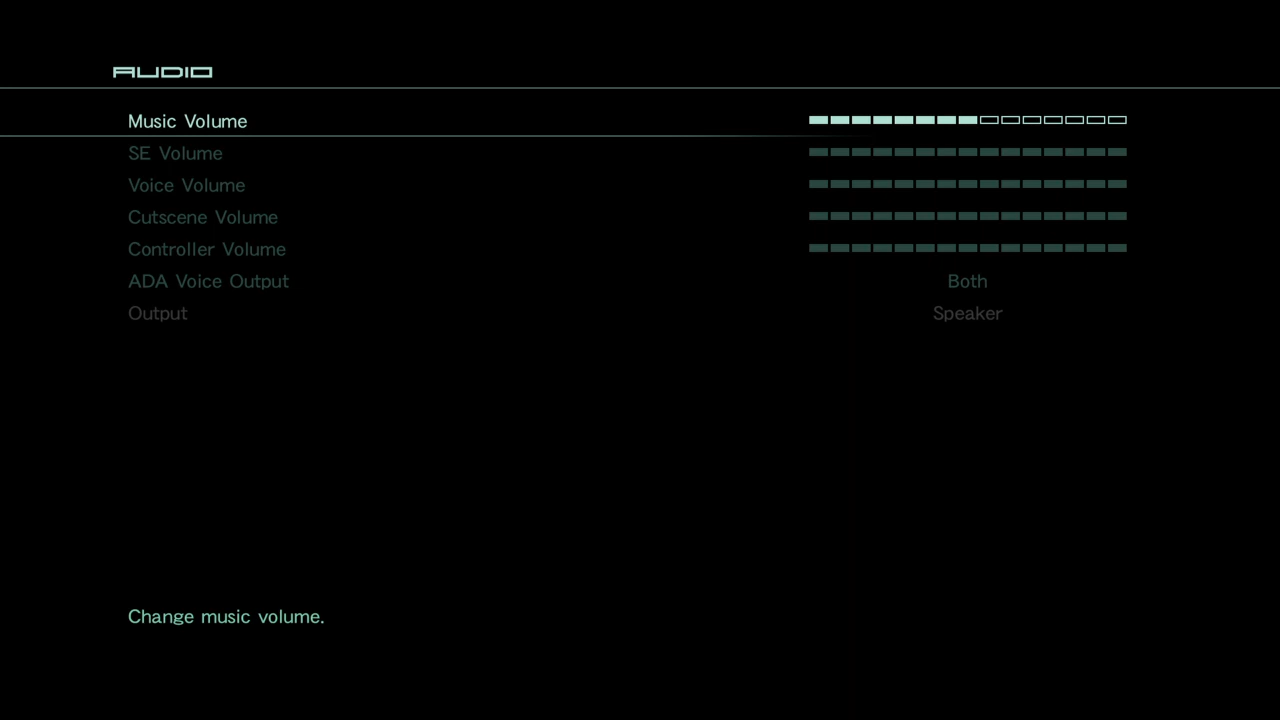 AUDIO
Music Volume
SE Volume
Voice Volume
Cutscene Volume
Controller Volume
ADA Voice Output Both
Output Speaker
Change music volume.